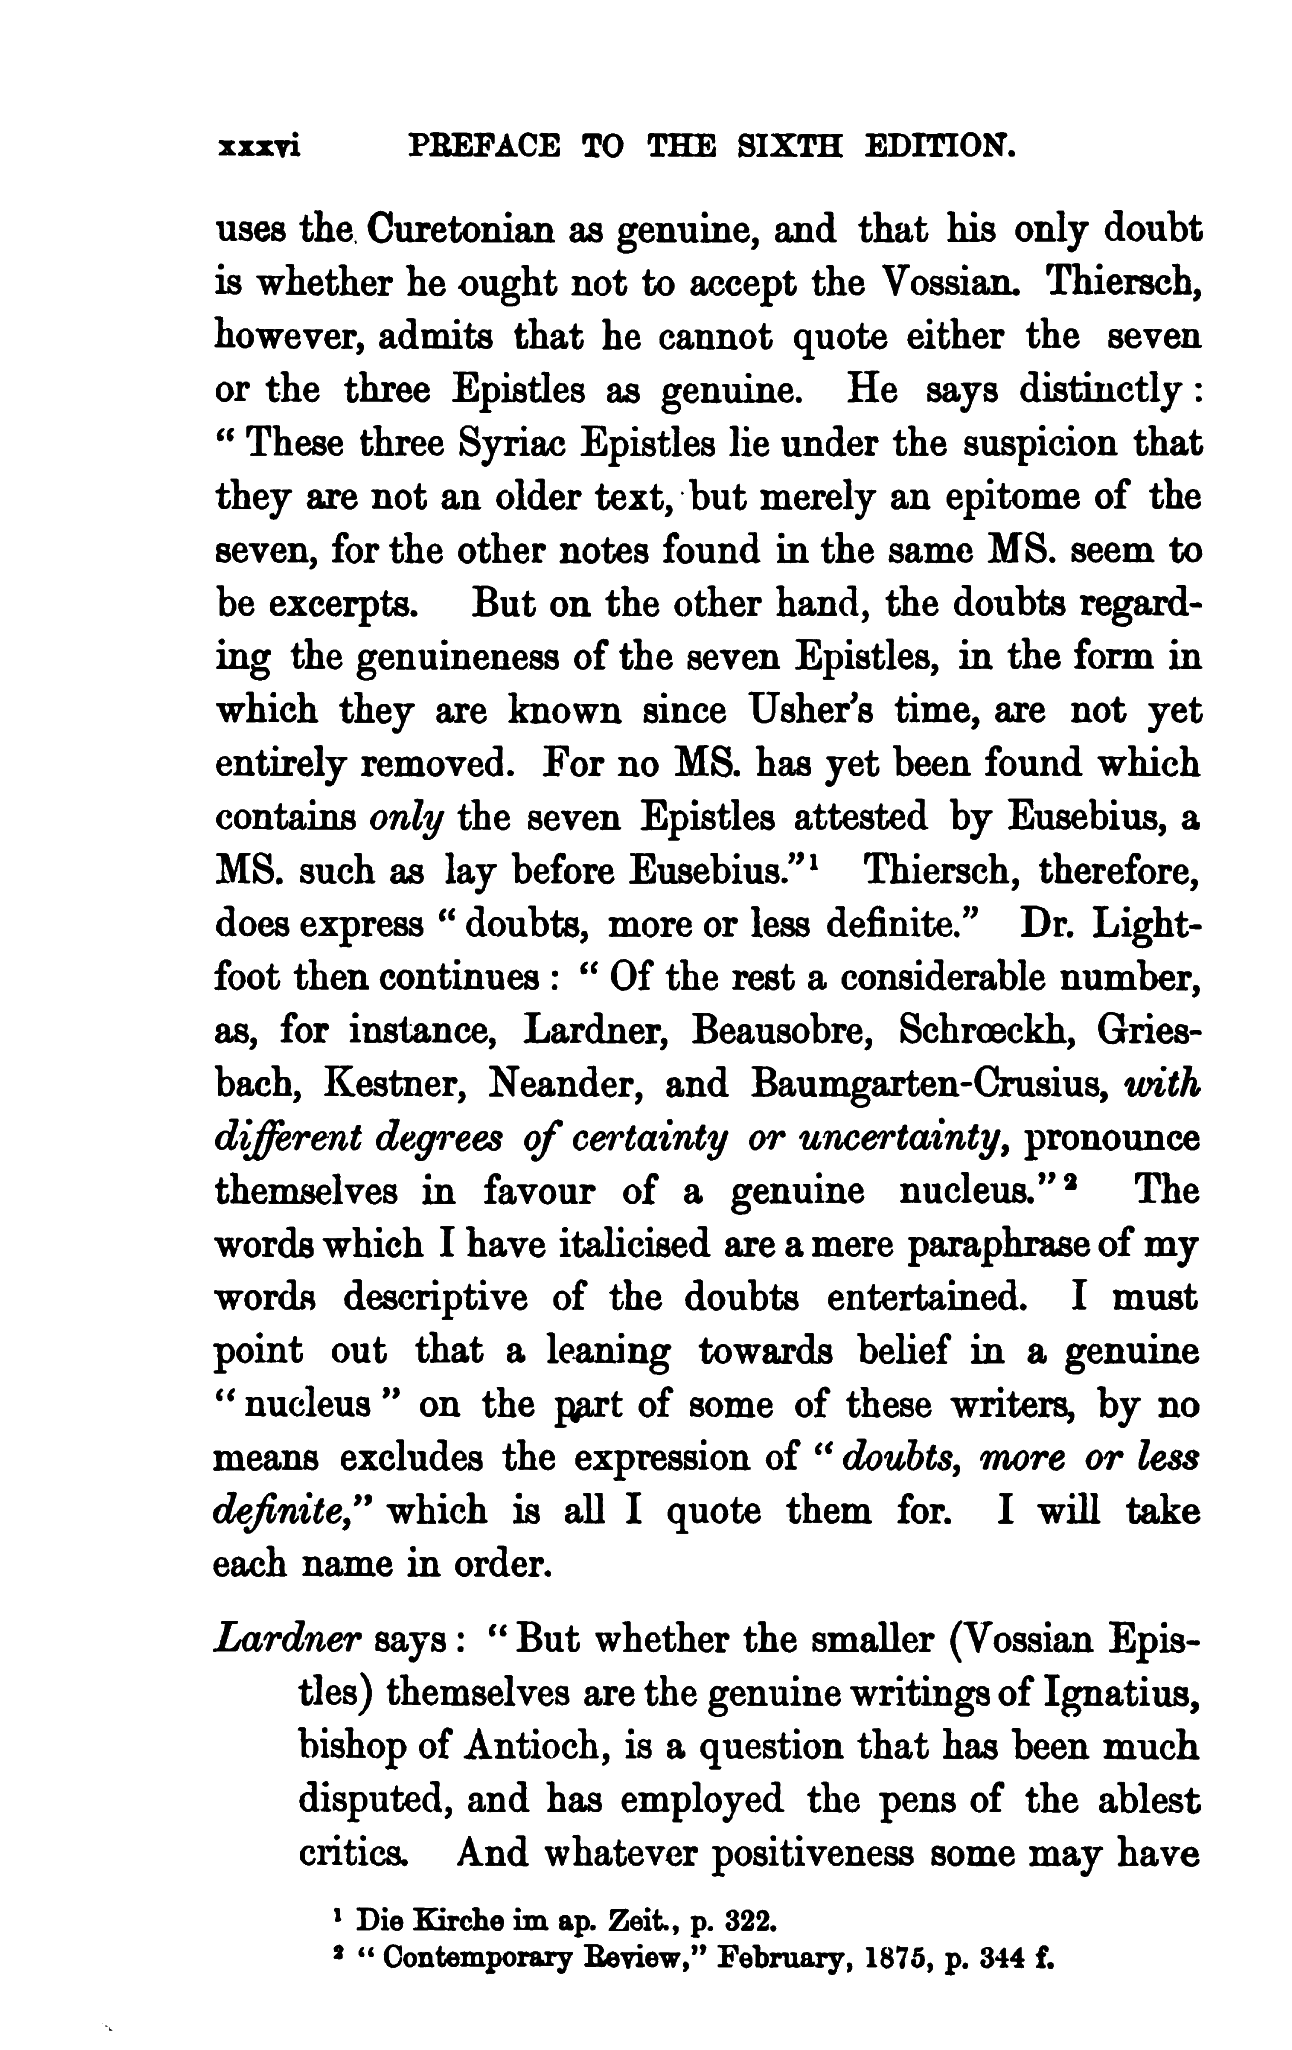 xxxvi PREFACE TO THE SIXTH EDITION.
uses the Curetonian as genuine, and that his only doubt
is whether he ought not to accept the Vossian. Thiersch,
however, admits that he cannot quote either the seven
or the three Epistles as genuine. He says distinctly :
“ These three Syriac Epistles lie under the suspicion that
they are not an older text, but merely an epitome of the
seven, for the other notes found in the same MS. seem to
be excerpts. But on the other hand, the doubts regard-
ing the genuineness of the seven Epistles, in the form in
which they are known since Usher’s time, are not yet
entirely removed. For no MS. has yet been found which
contains only the seven Epistles attested by Eusebius, a
MS. such as lay before Eusebius.”¹ Thiersch, therefore,
does express “ doubts, more or less definite.” Dr. Light-
foot then continues : “ Of the rest a considerable number,
as, for instance, Lardner, Beausobre, Schrœckh, Gries-
bach, Kestner, Neander, and Baumgarten-Crusius, with
different degrees of certainty or uncertainty, pronounce
themselves in favour of a genuine nucleus.” ² The
words which I have italicised are a mere paraphrase of my
words descriptive of the doubts entertained. I must
point out that a leaning towards belief in a genuine
“ nucleus ” on the part of some of these writers, by no
means excludes the expression of “ doubts, more or less
definite,” which is all I quote them for. I will take
each name in order.
Lardner says : “ But whether the smaller (Vossian Epis-
tles) themselves are the genuine writings of Ignatius,
bishop of Antioch, is a question that has been much
disputed, and has employed the pens of the ablest
critics. And whatever positiveness some may have
¹ Die Kirche im ap. Zeit., p. 322.
² “ Contemporary Review,” February, 1875, p. 344 f.